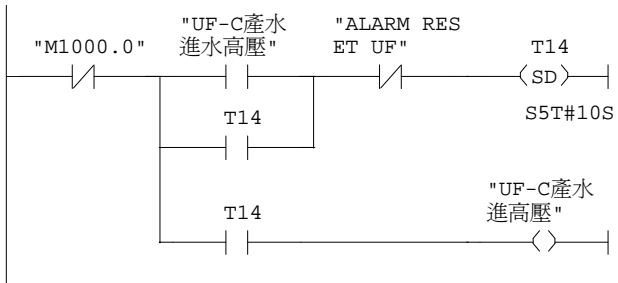 "M1000.0"
"UF-C產水
進水高壓"
"ALARM RES
ET UF"
T14
SD
S5T#10S
T14
T14
"UF-C產水
進高壓"